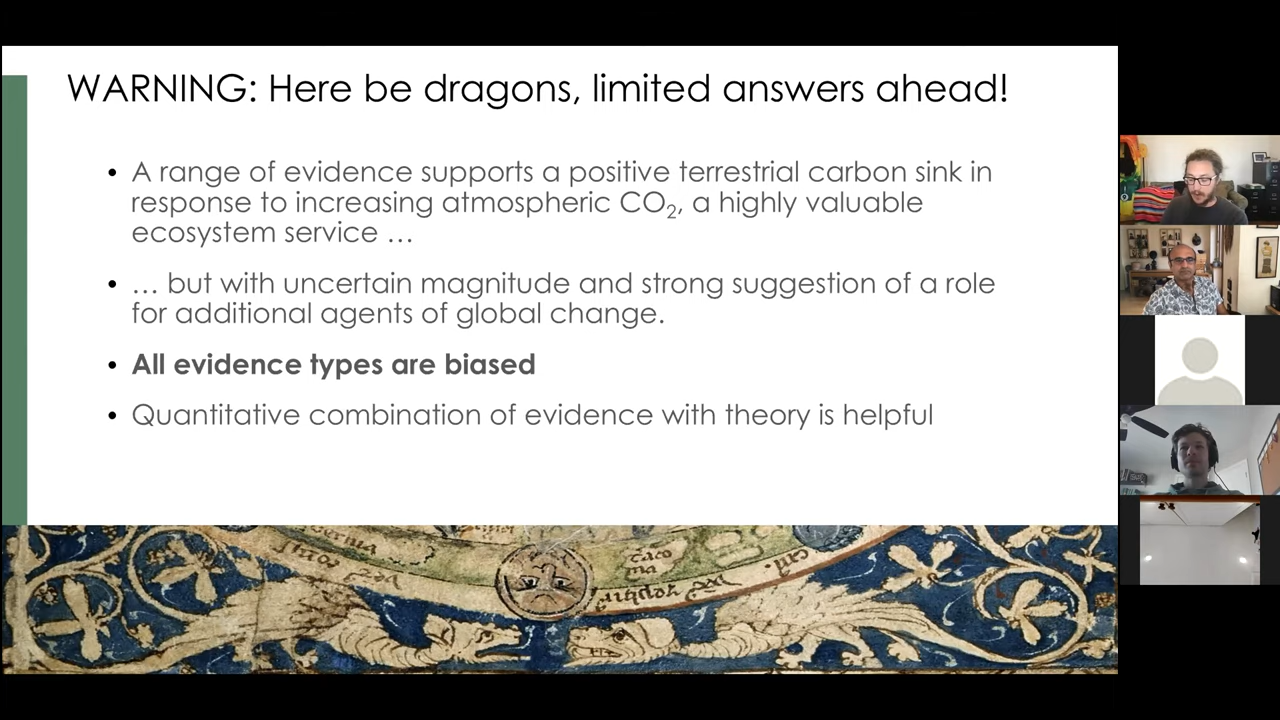 WARNING: Here be dragons, limited answers ahead!
• A range of evidence supports a positive terrestrial carbon sink in
response to increasing atmospheric CO₂, a highly valuable
ecosystem service …
• … but with uncertain magnitude and strong suggestion of a role
for additional agents of global change.
• All evidence types are biased
• Quantitative combination of evidence with theory is helpful